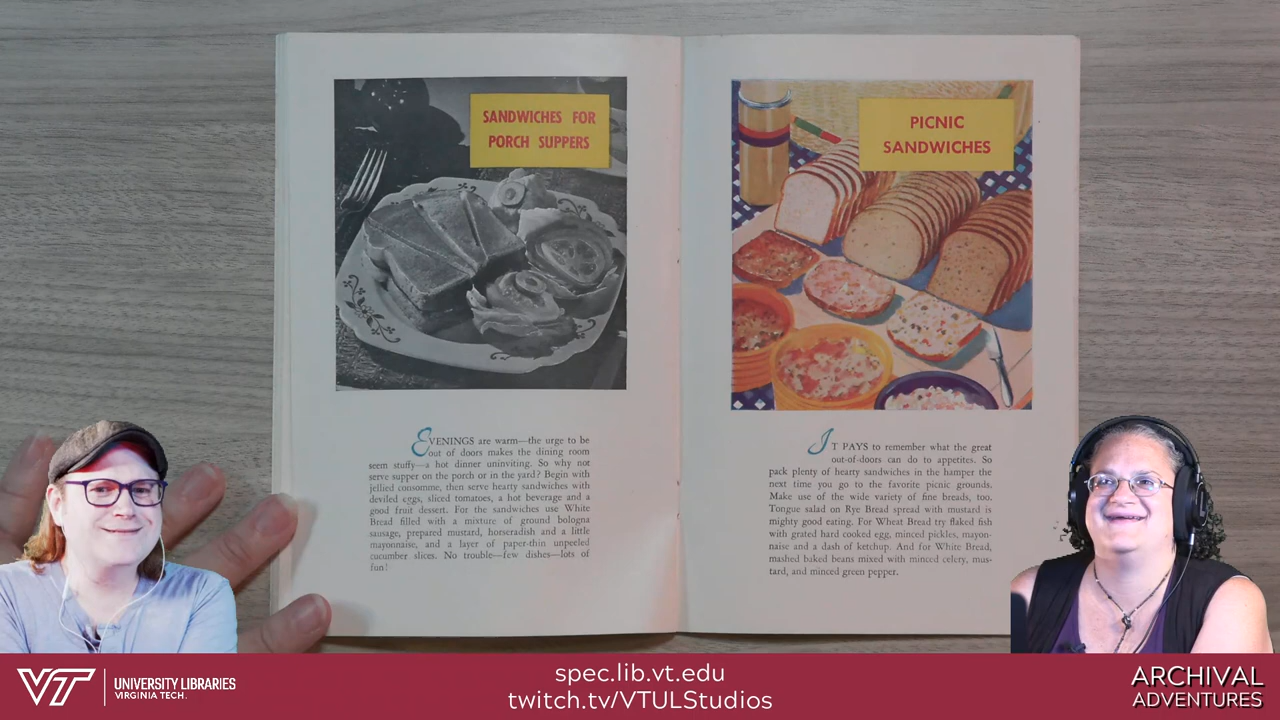 SANDWICHES FOR
PORCH SUPPERS
EVENINGS are warm—the urge to be
out of doors makes the dining room
seem stuffy—a hot dinner uninviting. So why not
serve supper on the porch or in the yard? Begin with
jellied consomme, then serve hearty sandwiches with
deviled eggs, sliced tomatoes, a hot beverage and a
good fruit dessert. For the sandwiches use White
Bread filled with a mixture of ground bologna
sausage, prepared mustard, horseradish and a little
mayonnaise, and a layer of paper-thin unpeeled
cucumber slices. No trouble—few dishes—lots of
fun!
PICNIC
SANDWICHES
IT PAYS to remember what the great
out-of-doors can do to appetites. So
pack plenty of hearty sandwiches in the hamper the
next time you go to the favorite picnic grounds.
Make use of the wide variety of fine breads, too.
Tongue salad on Rye Bread spread with mustard is
mighty good eating. For Wheat Bread try flaked fish
with grated hard cooked egg, minced pickles, mayon-
naise and a dash of ketchup. And for White Bread,
mashed baked beans mixed with minced celery, mus-
tard, and minced green pepper.
VT
UNIVERSITY LIBRARIES
VIRGINIA TECH.
spec.lib.vt.edu
twitch.tv/VTULStudios
ARCHIVAL
ADVENTURES